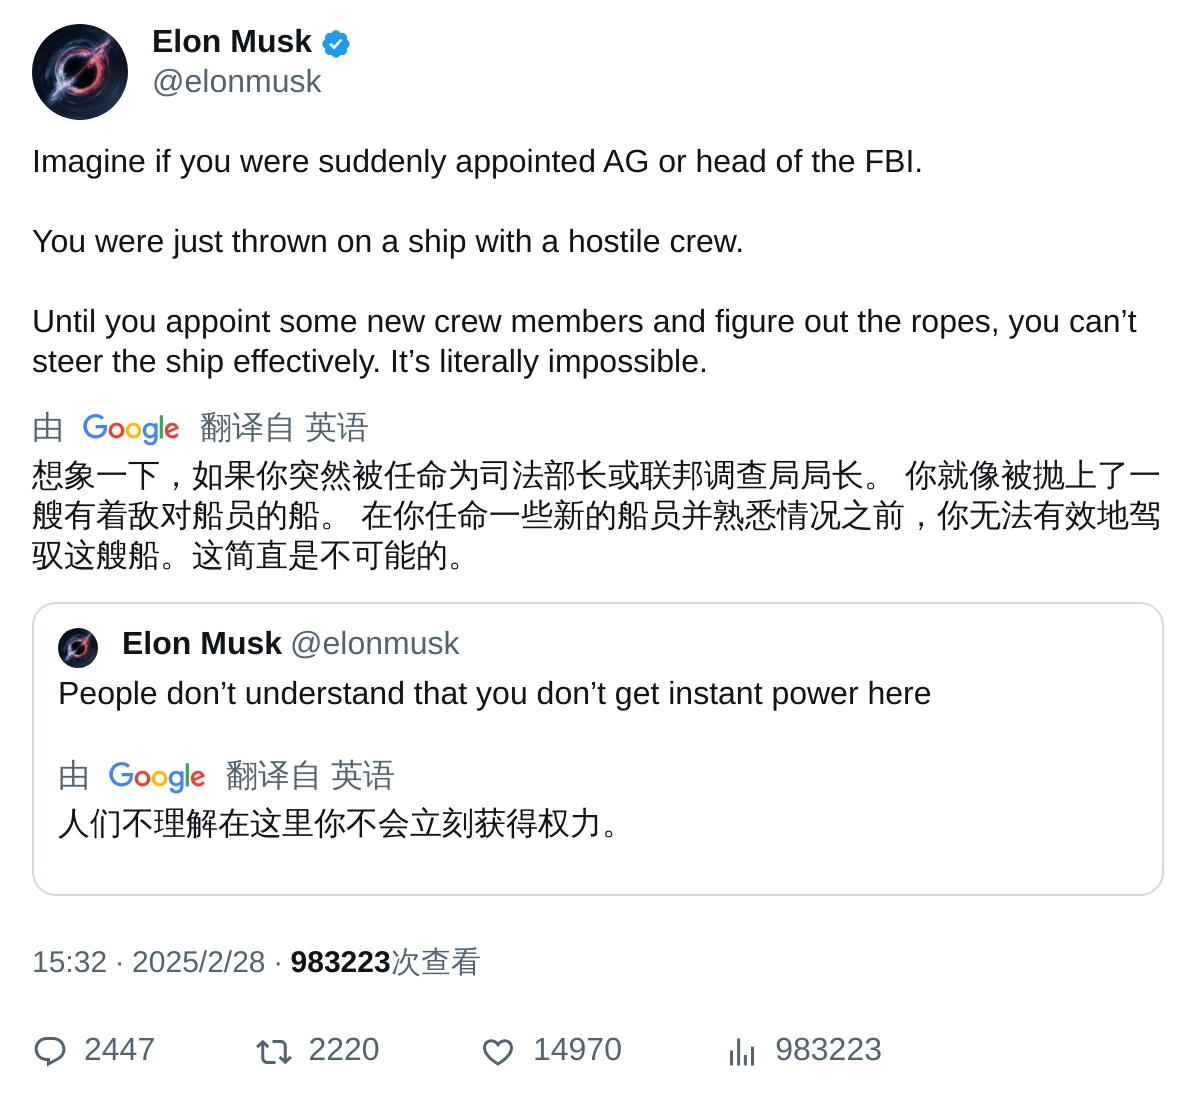 Elon Musk
@elonmusk
Imagine if you were suddenly appointed AG or head of the FBI.
You were just thrown on a ship with a hostile crew.
Until you appoint some new crew members and figure out the ropes, you can’t
steer the ship effectively. It’s literally impossible.
由 Google 翻译自 英语
想象一下，如果你突然被任命为司法部长或联邦调查局局长。 你就像被抛上了一
艘有着敌对船员的船。 在你任命一些新的船员并熟悉情况之前，你无法有效地驾
驭这艘船。这简直是不可能的。
Elon Musk @elonmusk
People don’t understand that you don’t get instant power here
由 Google 翻译自 英语
人们不理解在这里你不会立刻获得权力。
15:32 · 2025/2/28 · 983223次查看
2447 2220 14970 983223